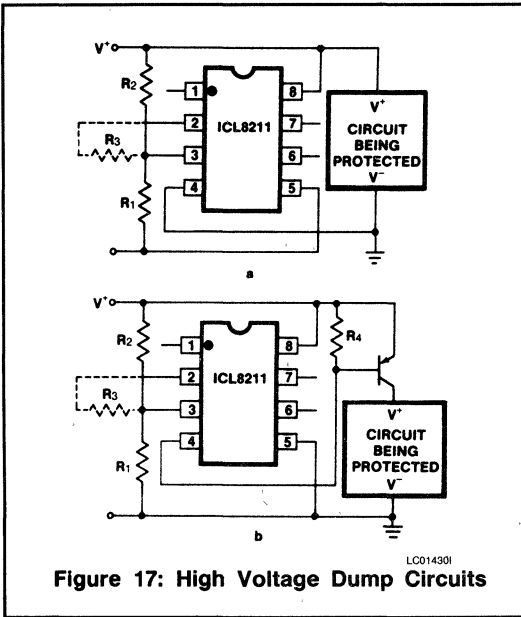 V+
R2
1
8
2
ICL8211
7
V+
CIRCUIT
BEING
PROTECTED
V−
R3
3
6
R1
4
5
a
V+
R2
1
8
R4
2
ICL8211
7
R3
3
6
V+
CIRCUIT
BEING
PROTECTED
V−
R1
4
5
b
LC01430I
Figure 17: High Voltage Dump Circuits